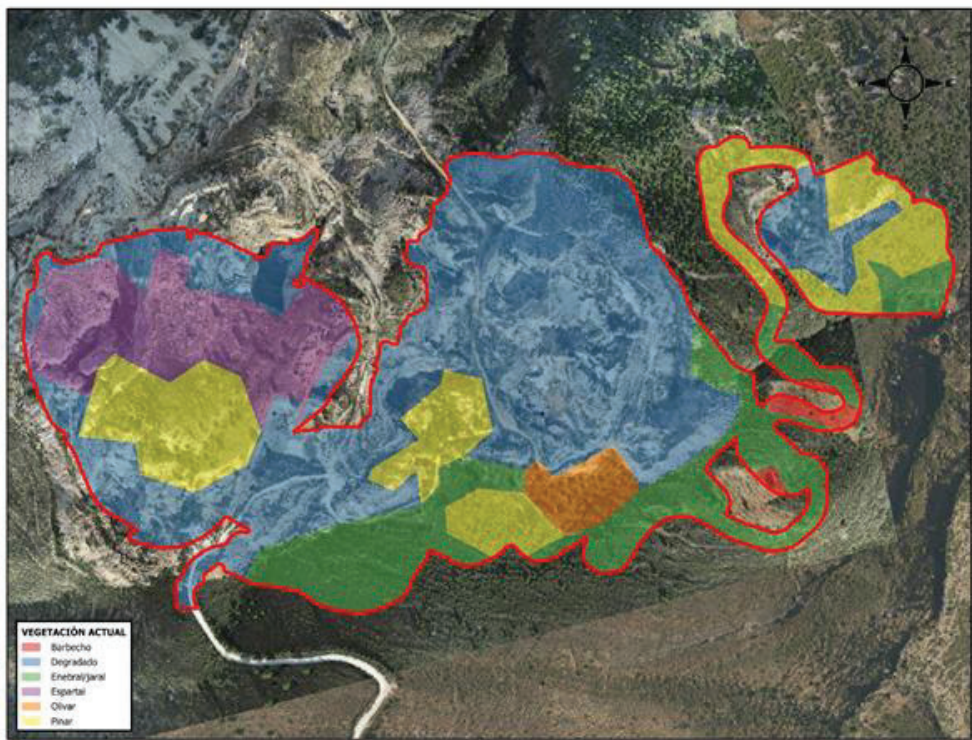 VEGETACIÓN ACTUAL
Barbecho
Degradado
Enebral/jaral
Espartal
Olivar
Pinar